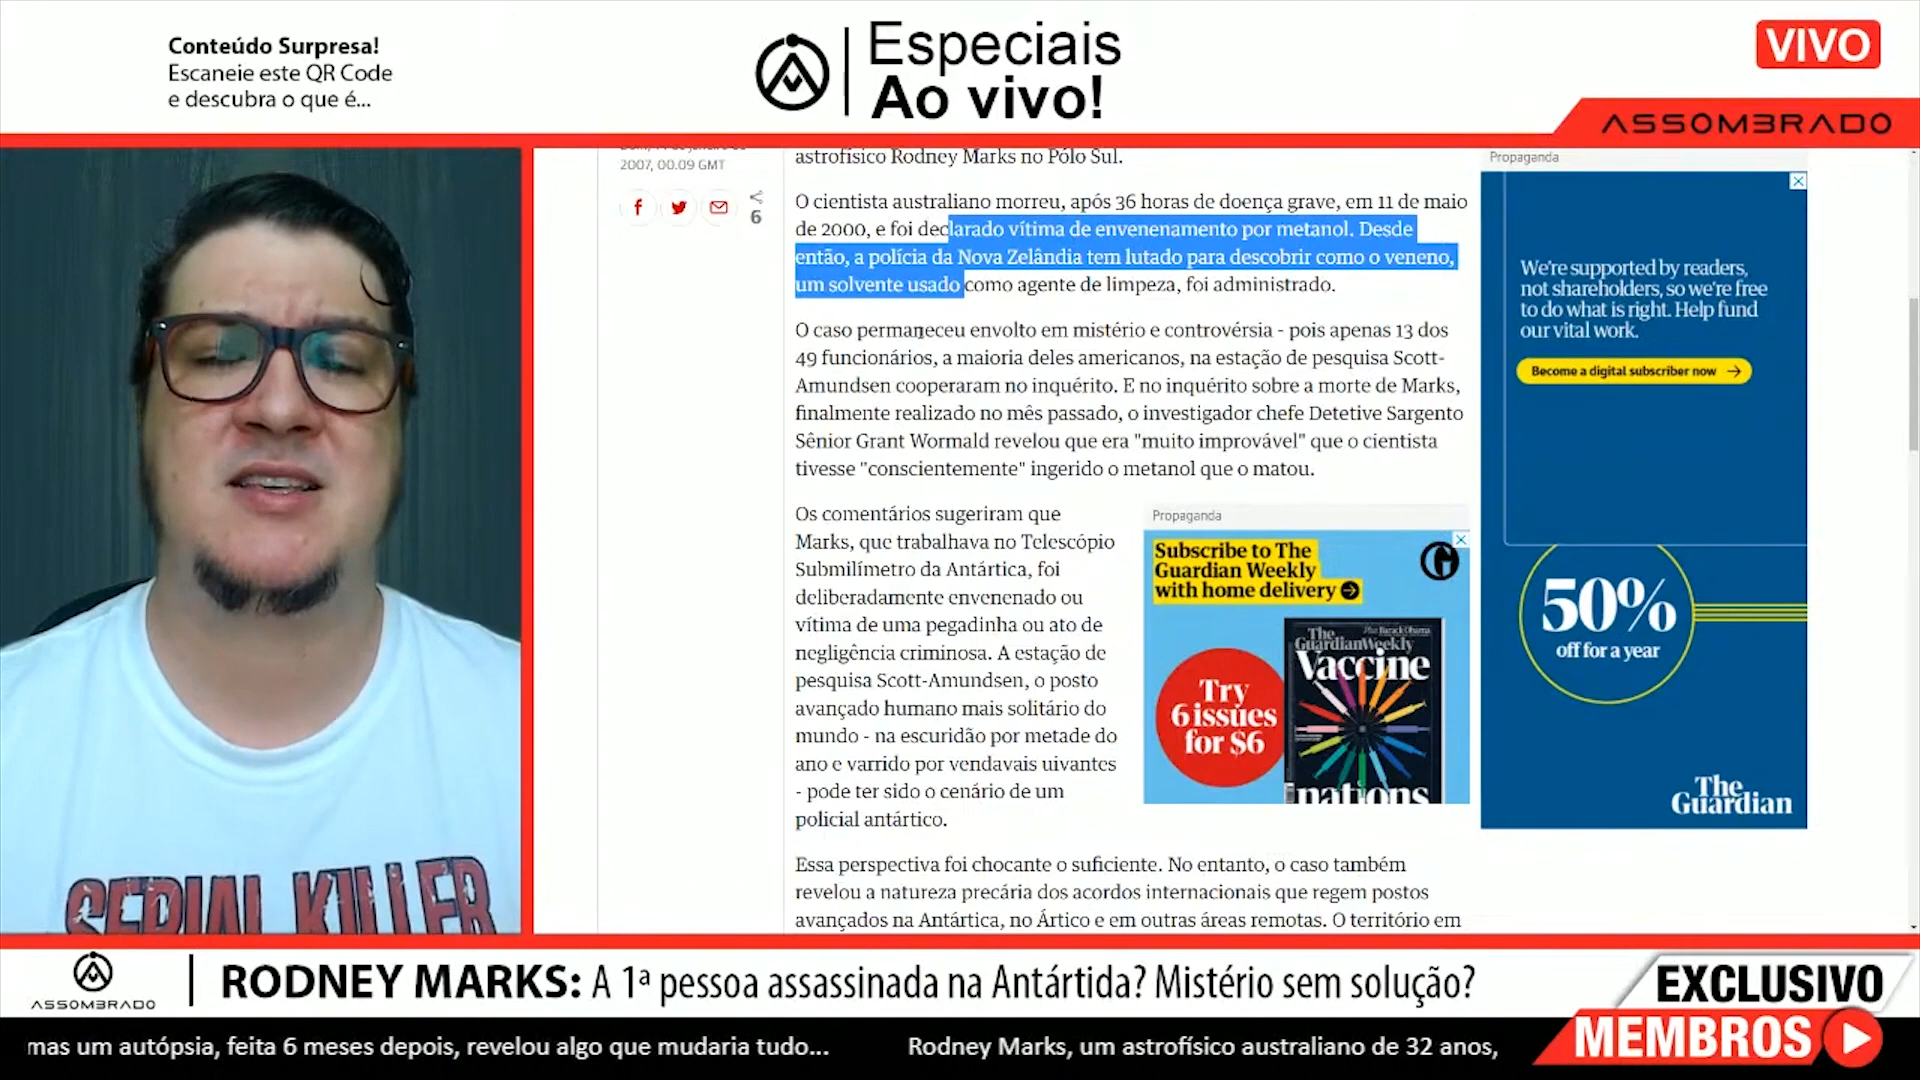 Conteúdo Surpresa!
Escaneie este QR Code
e descubra o que é...
Especiais
Ao vivo!
VIVO
ASSOMBRADO
2007, 00.09 GMT
6
astrofísico Rodney Marks no Pólo Sul.
O cientista australiano morreu, após 36 horas de doença grave, em 11 de maio
de 2000, e foi declarado vítima de envenenamento por metanol. Desde
então, a polícia da Nova Zelândia tem lutado para descobrir como o veneno,
um solvente usado como agente de limpeza, foi administrado.
O caso permaneceu envolto em mistério e controvérsia - pois apenas 13 dos
49 funcionários, a maioria deles americanos, na estação de pesquisa Scott-
Amundsen cooperaram no inquérito. E no inquérito sobre a morte de Marks,
finalmente realizado no mês passado, o investigador chefe Detetive Sargento
Sênior Grant Wormald revelou que era "muito improvável" que o cientista
tivesse "conscientemente" ingerido o metanol que o matou.
Os comentários sugeriram que
Marks, que trabalhava no Telescópio
Submilímetro da Antártica, foi
deliberadamente envenenado ou
vítima de uma pegadinha ou ato de
negligência criminosa. A estação de
pesquisa Scott-Amundsen, o posto
avançado humano mais solitário do
mundo - na escuridão por metade do
ano e varrido por vendavais uivantes
- pode ter sido o cenário de um
policial antártico.
Essa perspectiva foi chocante o suficiente. No entanto, o caso também
revelou a natureza precária dos acordos internacionais que regem postos
avançados na Antártica, no Ártico e em outras áreas remotas. O território em
Propaganda
Subscribe to The
Guardian Weekly
with home delivery
Try
6 issues
for $6
Plus Barack Obama
The
GuardianWeekly
Vaccine
nations
Propaganda
We're supported by readers,
not shareholders, so we're free
to do what is right. Help fund
our vital work.
Become a digital subscriber now
50%
off for a year
The
Guardian
SERIAL KILLER
ASSOMBRADO
RODNEY MARKS: A 1ª pessoa assassinada na Antártida? Mistério sem solução?
EXCLUSIVO
MEMBROS
mas um autópsia, feita 6 meses depois, revelou algo que mudaria tudo...
Rodney Marks, um astrofísico australiano de 32 anos,